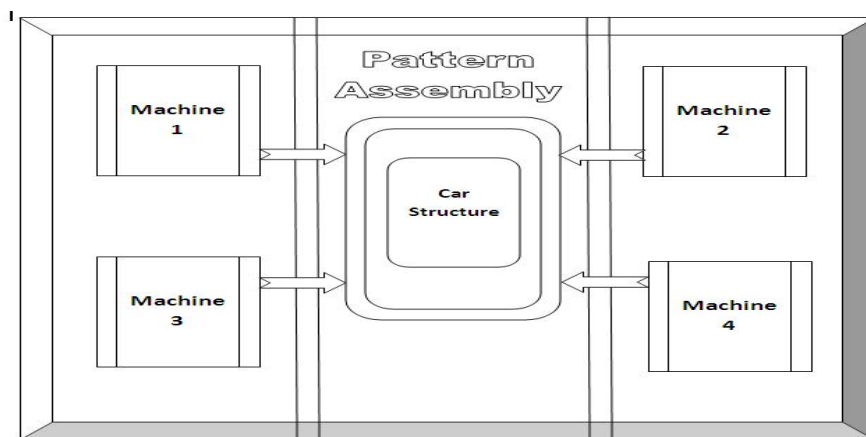 Pattern
Assembly
Machine
1
Machine
2
Car
Structure
Machine
3
Machine
4